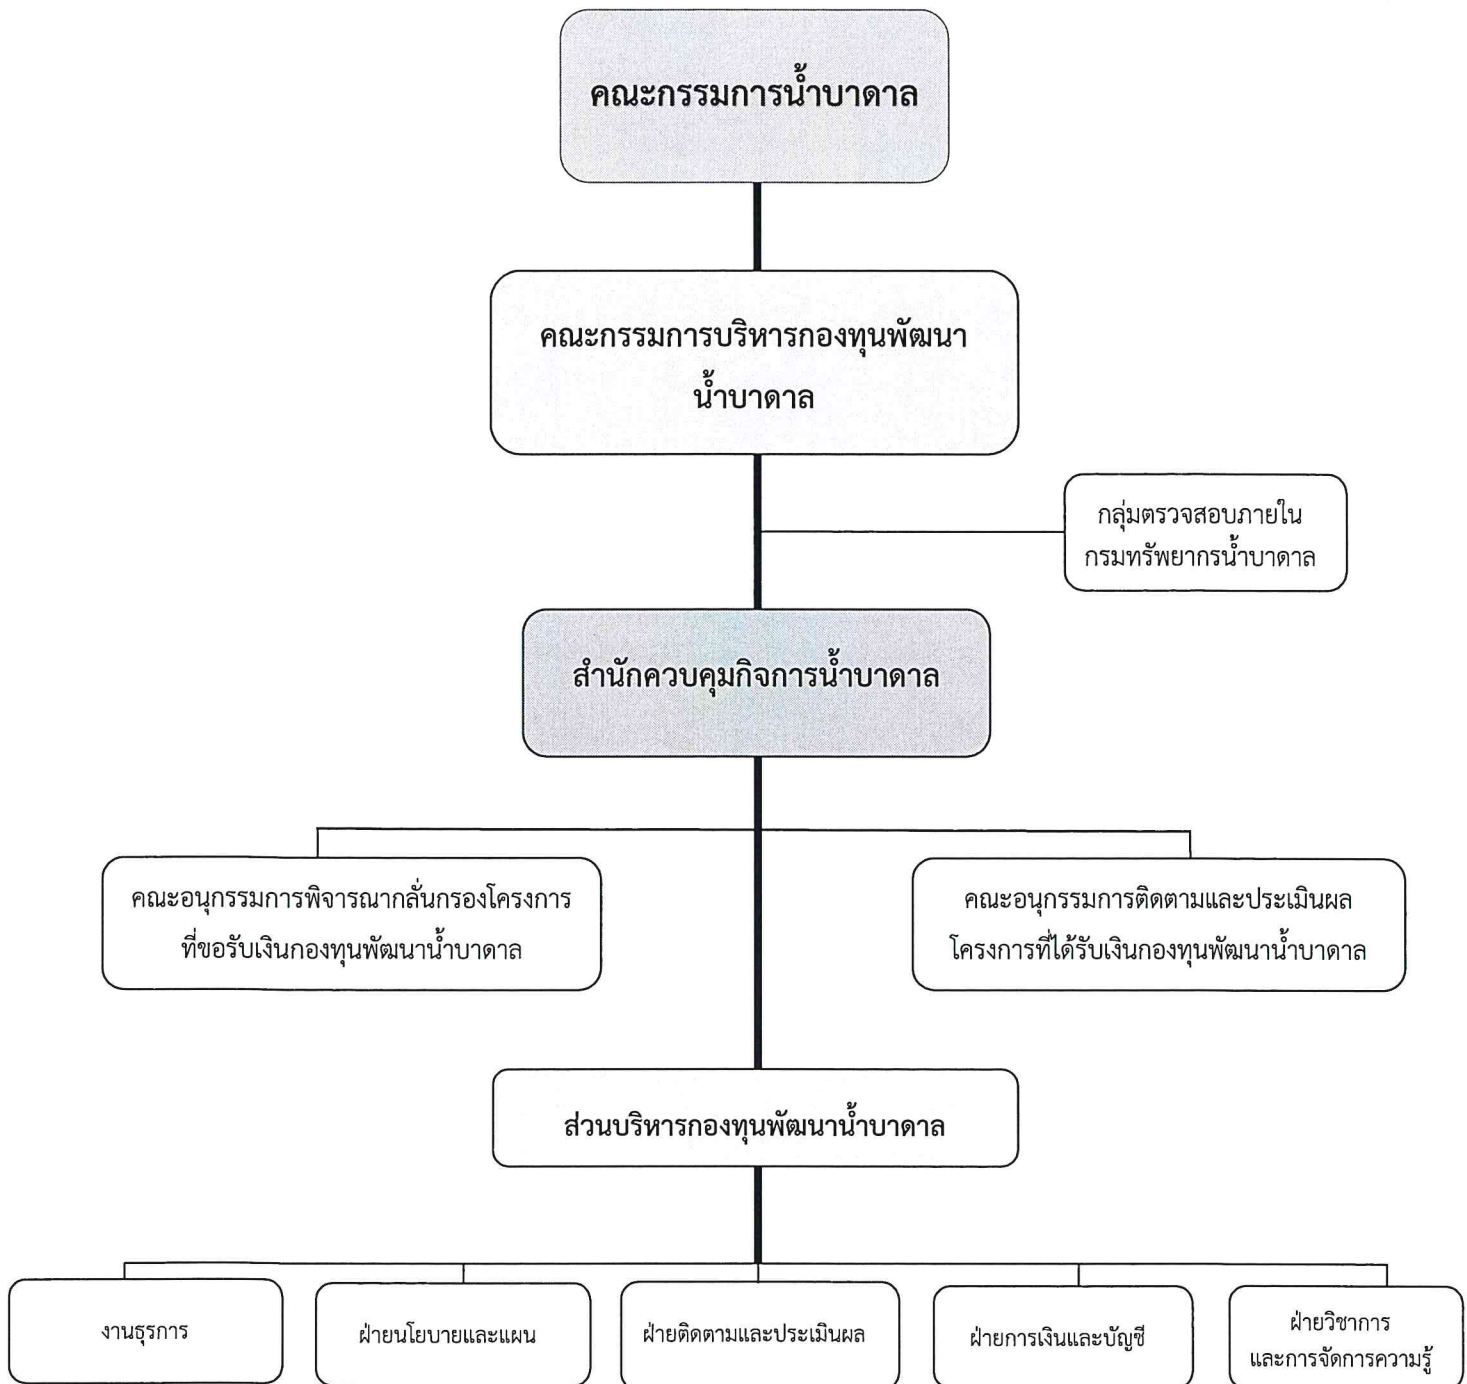 คณะกรรมการน้ำบาดาล
คณะกรรมการบริหารกองทุนพัฒนา
น้ำบาดาล
กลุ่มตรวจสอบภายใน
กรมทรัพยากรน้ำบาดาล
สำนักควบคุมกิจการน้ำบาดาล
คณะอนุกรรมการพิจารณากลั่นกรองโครงการ
ที่ขอรับเงินกองทุนพัฒนาน้ำบาดาล
คณะอนุกรรมการติดตามและประเมินผล
โครงการที่ได้รับเงินกองทุนพัฒนาน้ำบาดาล
ส่วนบริหารกองทุนพัฒนาน้ำบาดาล
งานธุรการ
ฝ่ายนโยบายและแผน
ฝ่ายติดตามและประเมินผล
ฝ่ายการเงินและบัญชี
ฝ่ายวิชาการ
และการจัดการความรู้